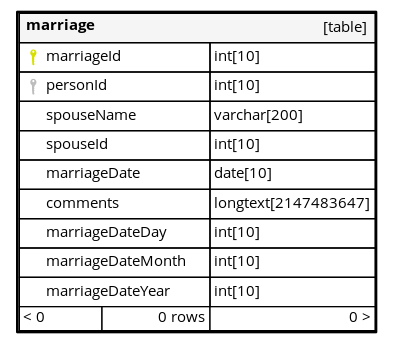 marriage [table]
marriageId int[10]
personId int[10]
spouseName varchar[200]
spouseId int[10]
marriageDate date[10]
comments longtext[2147483647]
marriageDateDay int[10]
marriageDateMonth int[10]
marriageDateYear int[10]
< 0 0 rows 0 >